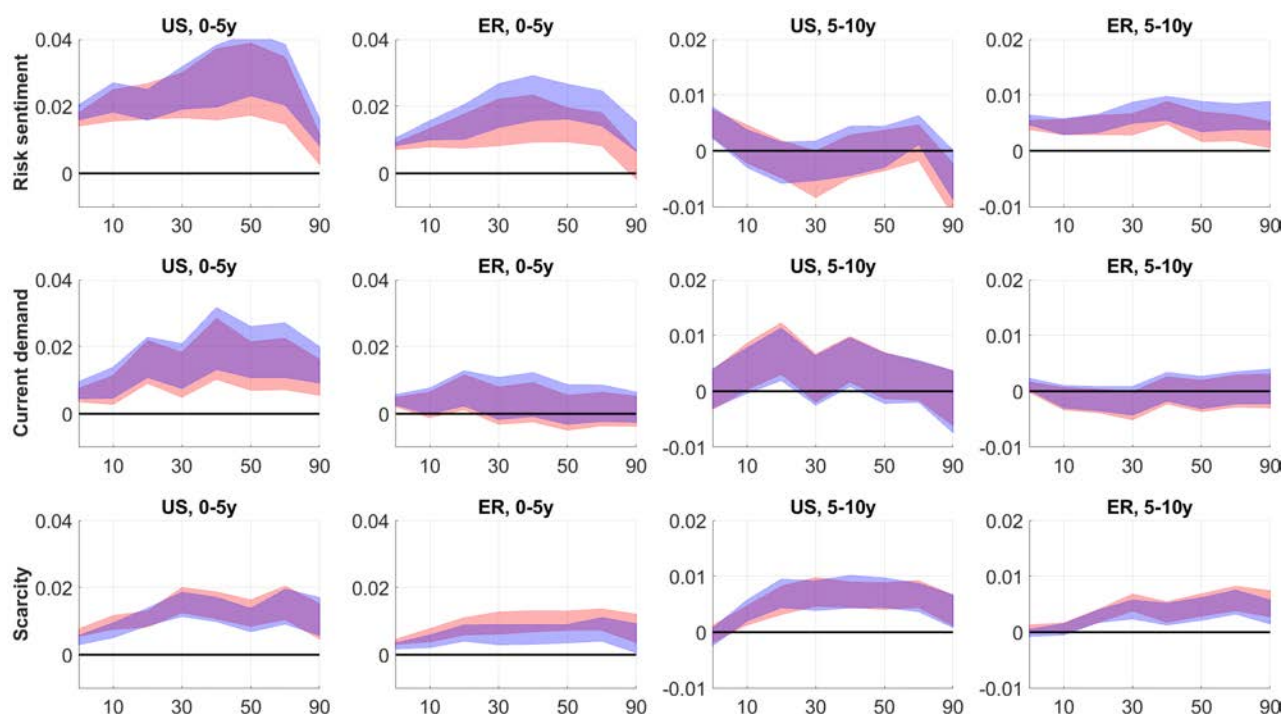 US, 0-5y ER, 0-5y US, 5-10y ER, 5-10y
Risk sentiment
0.04 0.04 0.02 0.02
0.02 0.02 0.01 0.01
0 0 0 0
-0.01 -0.01
10 30 50 90 10 30 50 90 10 30 50 90 10 30 50 90
US, 0-5y ER, 0-5y US, 5-10y ER, 5-10y
Current demand
0.04 0.04 0.02 0.02
0.02 0.02 0.01 0.01
0 0 0 0
-0.01 -0.01
10 30 50 90 10 30 50 90 10 30 50 90 10 30 50 90
US, 0-5y ER, 0-5y US, 5-10y ER, 5-10y
Scarcity
0.04 0.04 0.02 0.02
0.02 0.02 0.01 0.01
0 0 0 0
-0.01 -0.01
10 30 50 90 10 30 50 90 10 30 50 90 10 30 50 90